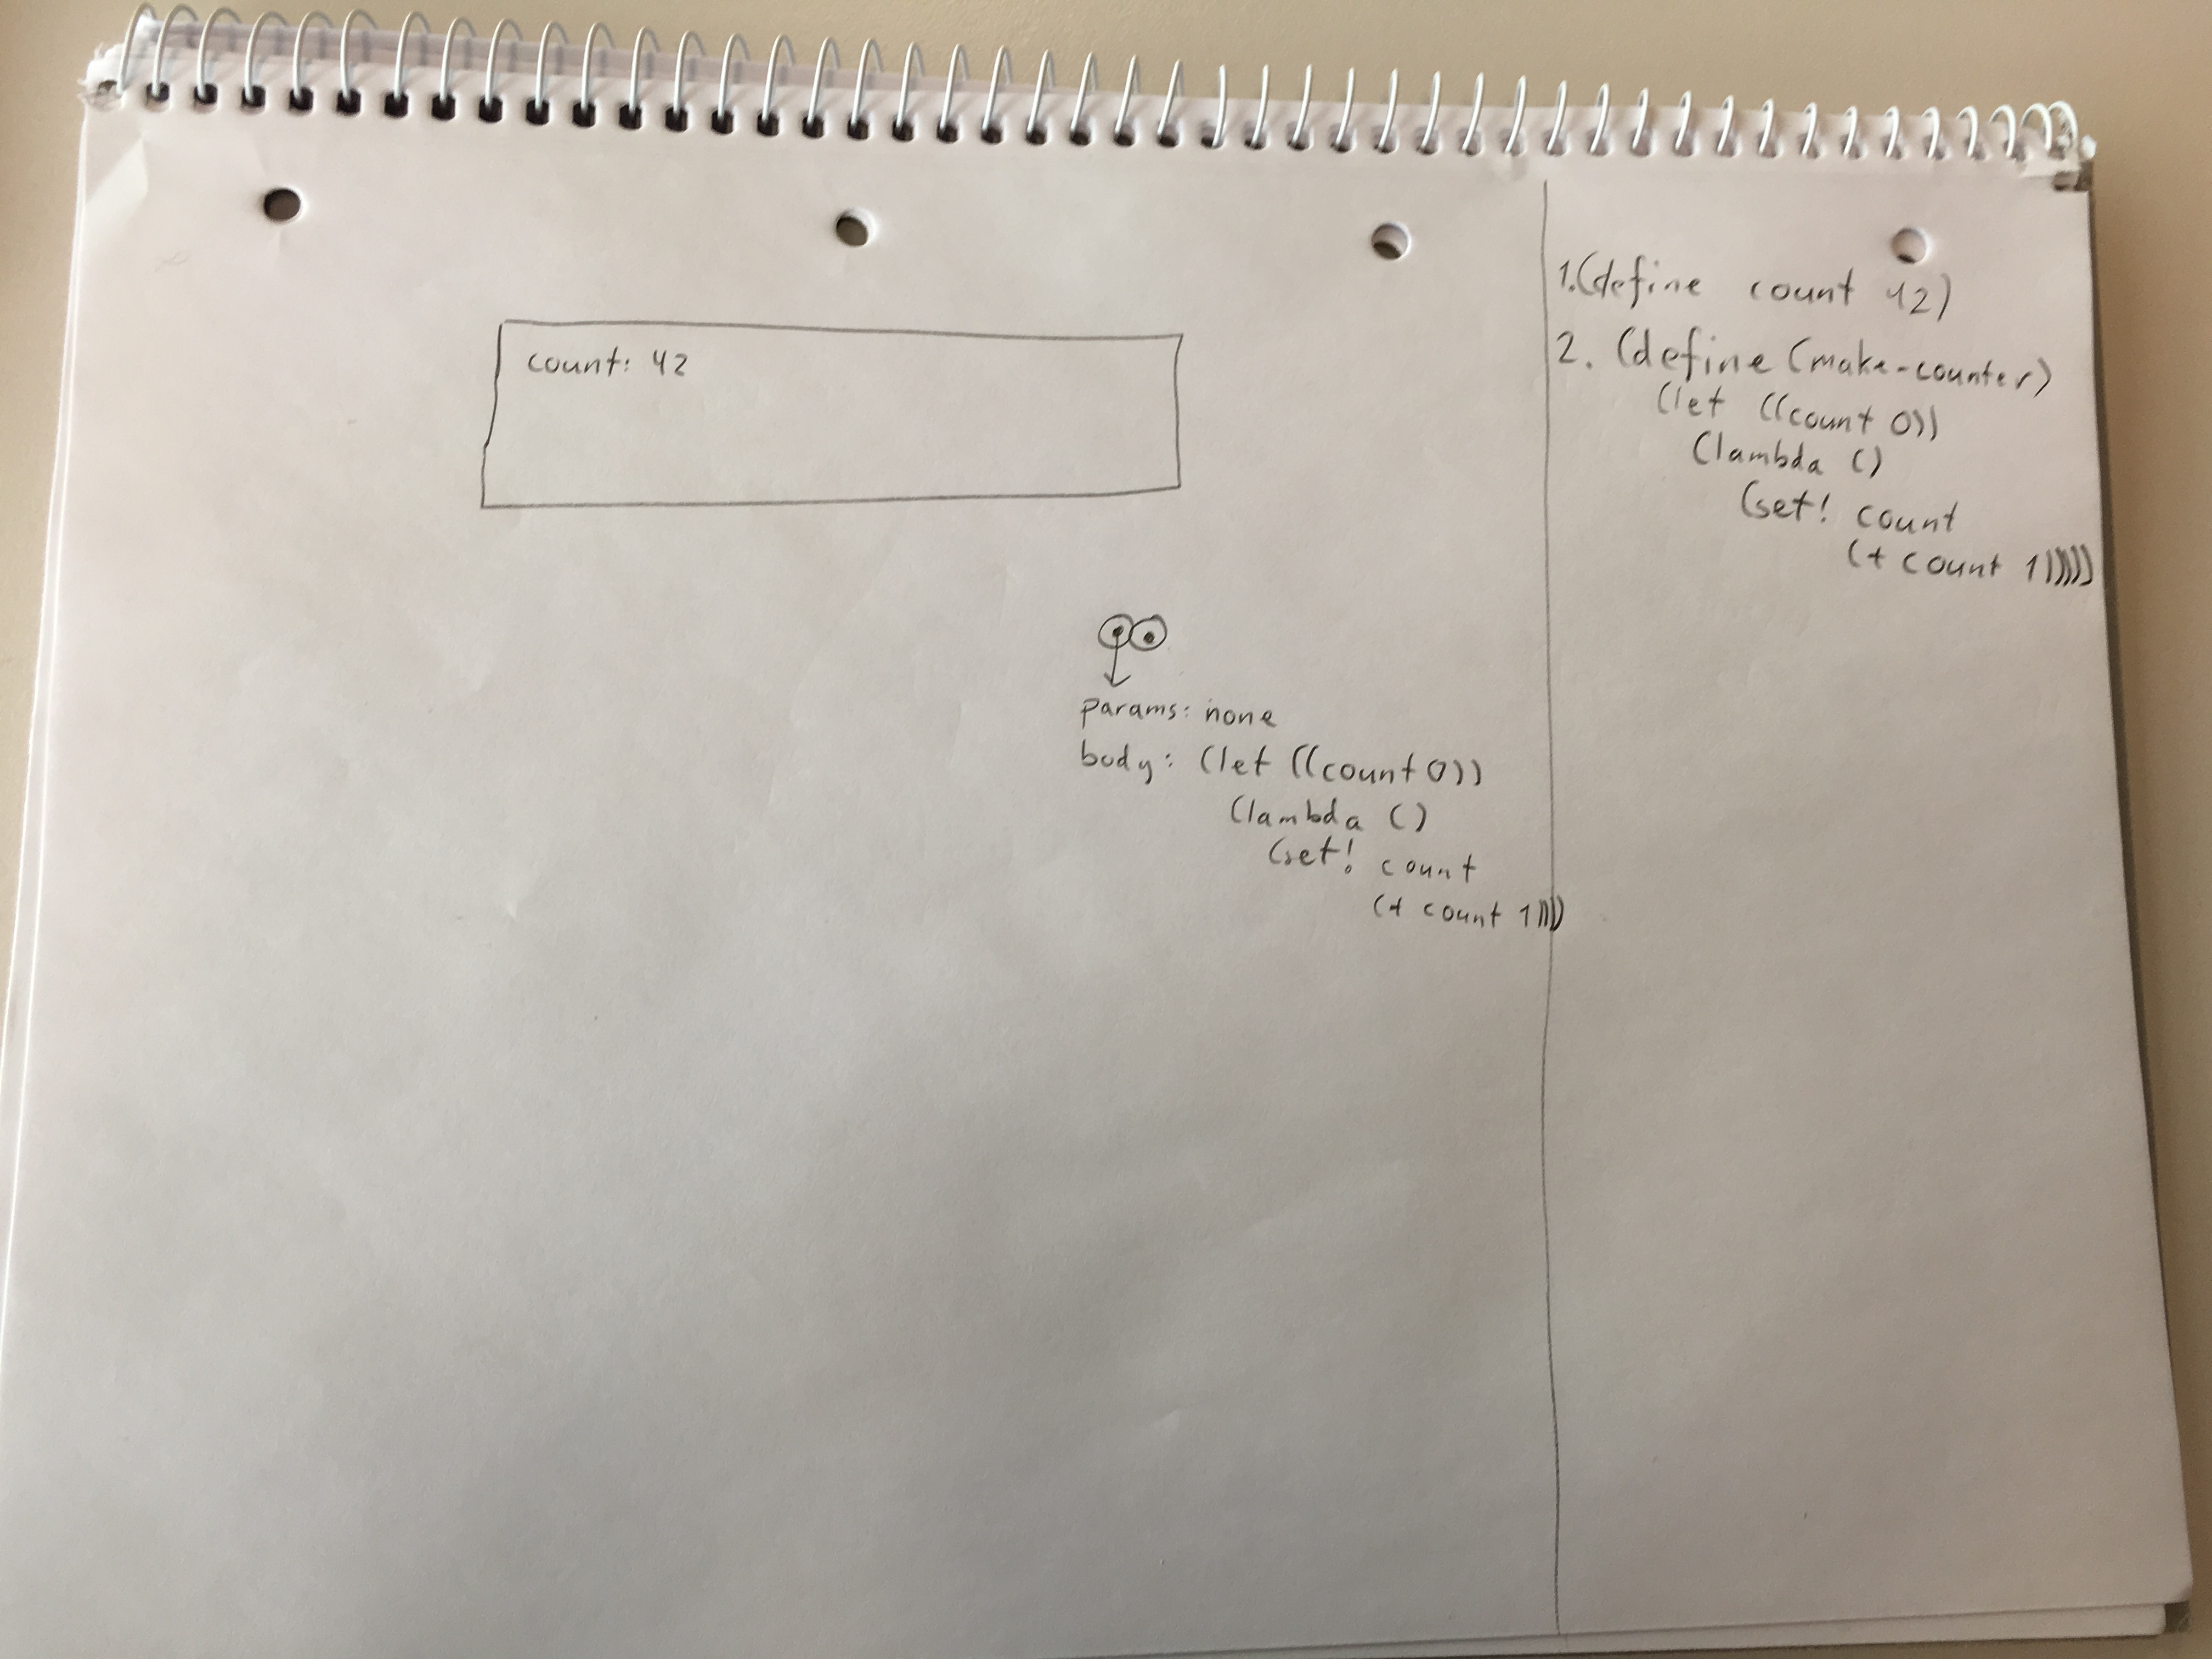 1.(define count 42)
2. (define (make-counter)
(let ((count 0))
(lambda ()
(set! count
(+ count 1)))))
count: 42
params: none
body: (let ((count 0))
(lambda ()
(set! count
(+ count 1))))